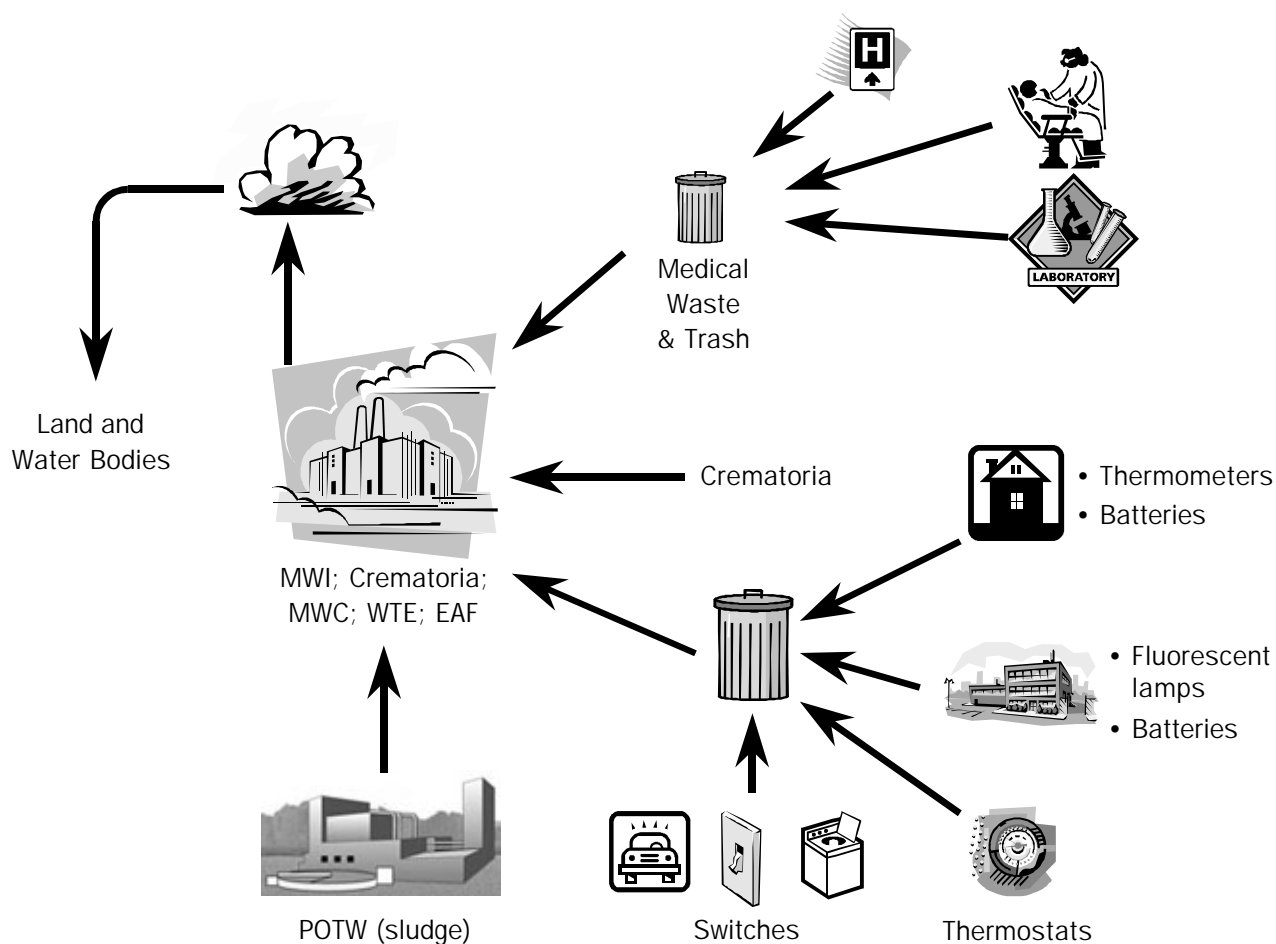 H
LABORATORY
Medical
Waste
& Trash
Land and
Water Bodies
Crematoria
• Thermometers
• Batteries
MWI; Crematoria;
MWC; WTE; EAF
• Fluorescent
lamps
• Batteries
POTW (sludge)
Switches
Thermostats